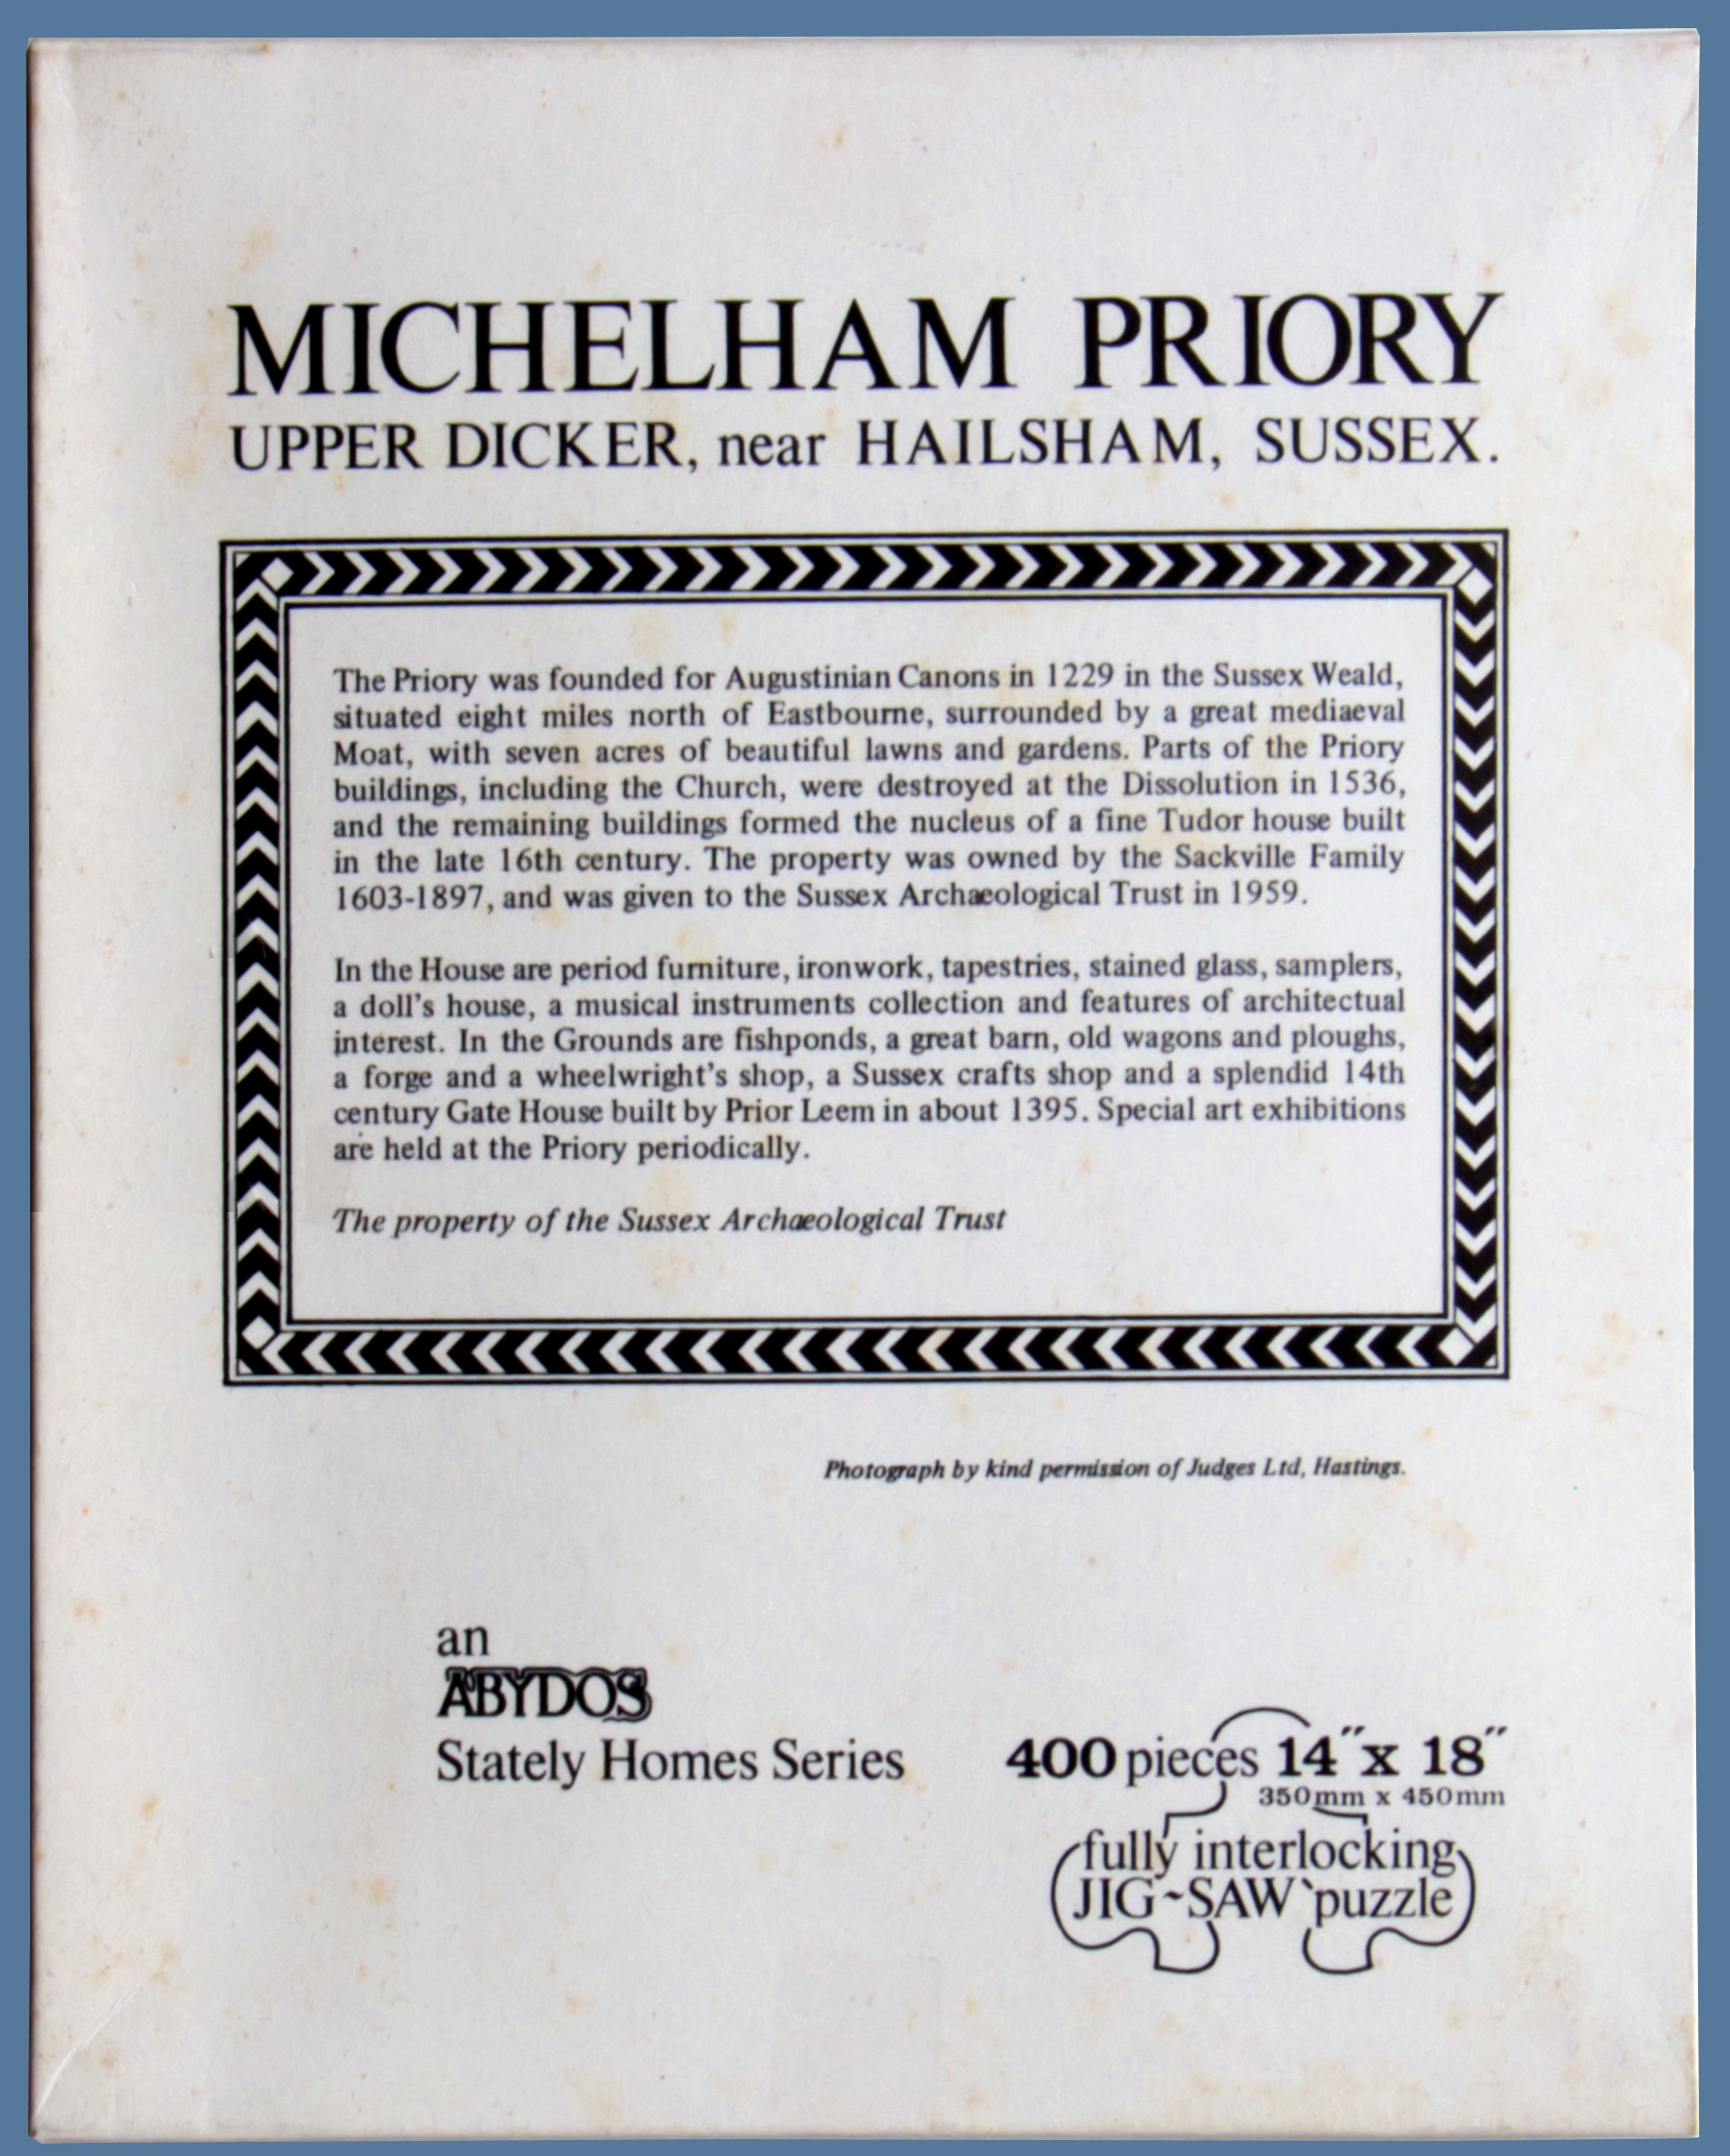 MICHELHAM PRIORY
UPPER DICKER, near HAILSHAM, SUSSEX.
The Priory was founded for Augustinian Canons in 1229 in the Sussex Weald,
situated eight miles north of Eastbourne, surrounded by a great mediaeval
Moat, with seven acres of beautiful lawns and gardens. Parts of the Priory
buildings, including the Church, were destroyed at the Dissolution in 1536,
and the remaining buildings formed the nucleus of a fine Tudor house built
in the late 16th century. The property was owned by the Sackville Family
1603-1897, and was given to the Sussex Archæological Trust in 1959.
In the House are period furniture, ironwork, tapestries, stained glass, samplers,
a doll's house, a musical instruments collection and features of architectual
interest. In the Grounds are fishponds, a great barn, old wagons and ploughs,
a forge and a wheelwright's shop, a Sussex crafts shop and a splendid 14th
century Gate House built by Prior Leem in about 1395. Special art exhibitions
are held at the Priory periodically.
The property of the Sussex Archæological Trust
Photograph by kind permission of Judges Ltd, Hastings.
an
ABYDOS
Stately Homes Series
400 pieces 14″ x 18″
350mm x 450mm
fully interlocking
JIG~SAW puzzle